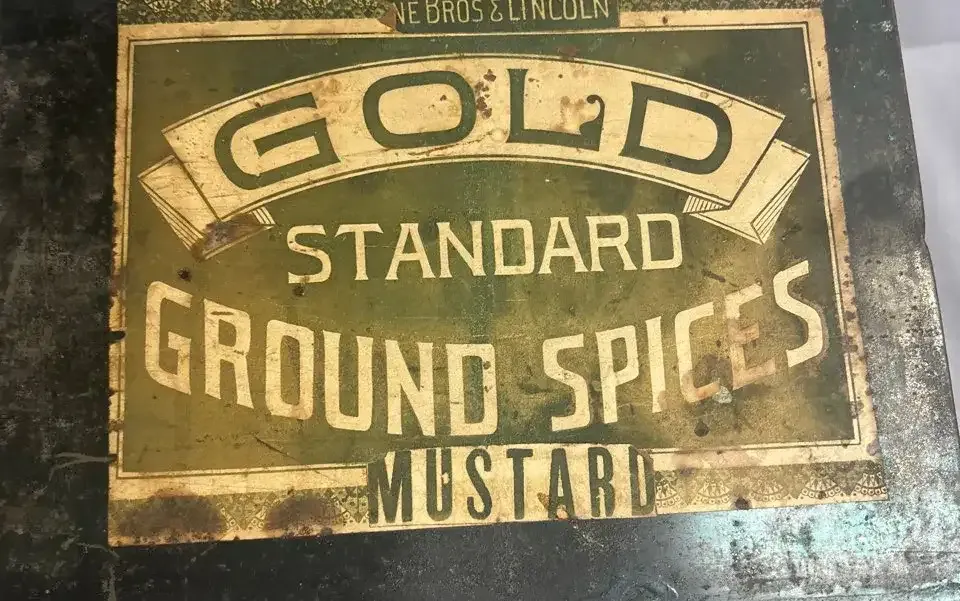 BROS & LINCOLN
GOLD
STANDARD
GROUND SPICES
MUSTARD